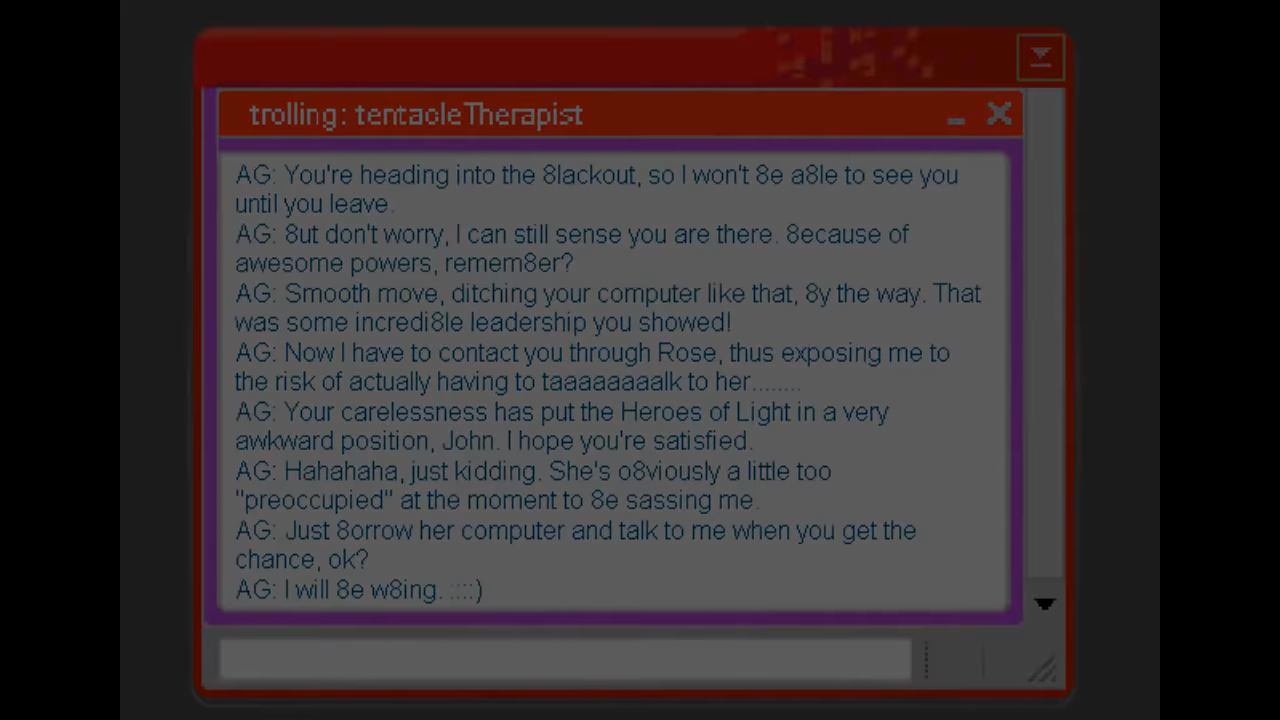 trolling: tentacleTherapist
AG: You're heading into the 8lackout, so I won't 8e a8le to see you
until you leave.
AG: 8ut don't worry, I can still sense you are there. 8ecause of
awesome powers, remem8er?
AG: Smooth move, ditching your computer like that, 8y the way. That
was some incredi8le leadership you showed!
AG: Now I have to contact you through Rose, thus exposing me to
the risk of actually having to taaaaaaaalk to her........
AG: Your carelessness has put the Heroes of Light in a very
awkward position, John. I hope you're satisfied.
AG: Hahahaha, just kidding. She's o8viously a little too
"preoccupied" at the moment to 8e sassing me.
AG: Just 8orrow her computer and talk to me when you get the
chance, ok?
AG: I will 8e w8ing. ::::)